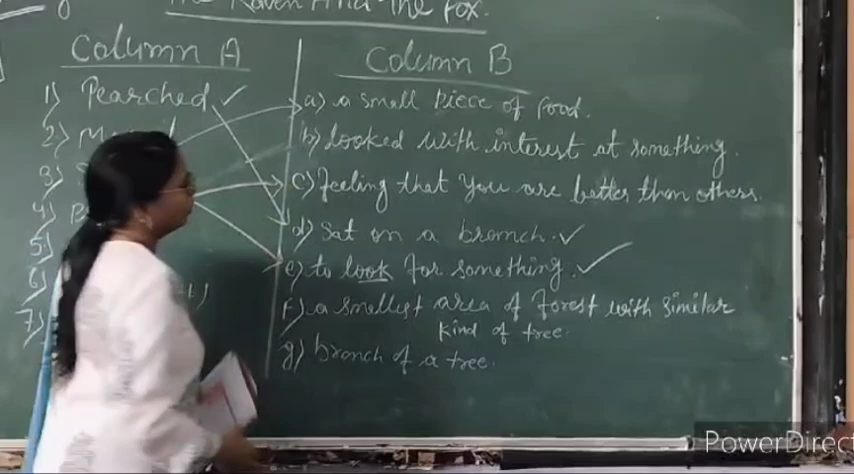 The Raven And The Fox.
Column A
Column B
1) Pearched ✓
a) a small piece of food.
2)
b) looked with interest at something.
3)
c) feeling that you are better than others.
4)
d) Sat on a branch. ✓
5)
e) to look for something. ✓
6)
f) a smallest area of forest with similar
kind of tree.
7)
g) branch of a tree.
PowerDirect